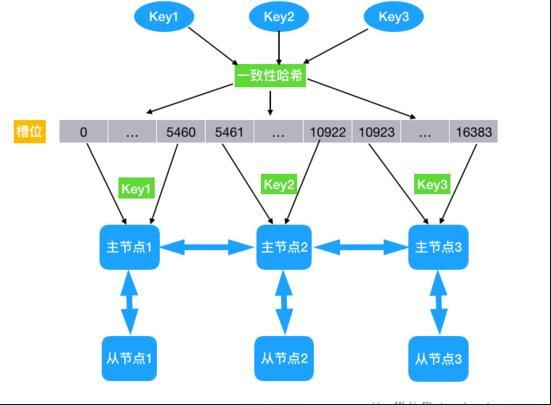 Key1 Key2 Key3
一致性哈希
槽位 0 ... 5460 5461 ... 10922 10923 ... 16383
Key1 Key2 Key3
主节点1 主节点2 主节点3
从节点1 从节点2 从节点3